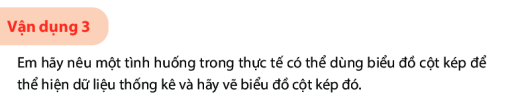 Vận dụng 3
Em hãy nêu một tình huống trong thực tế có thể dùng biểu đồ cột kép để
thể hiện dữ liệu thống kê và hãy vẽ biểu đồ cột kép đó.